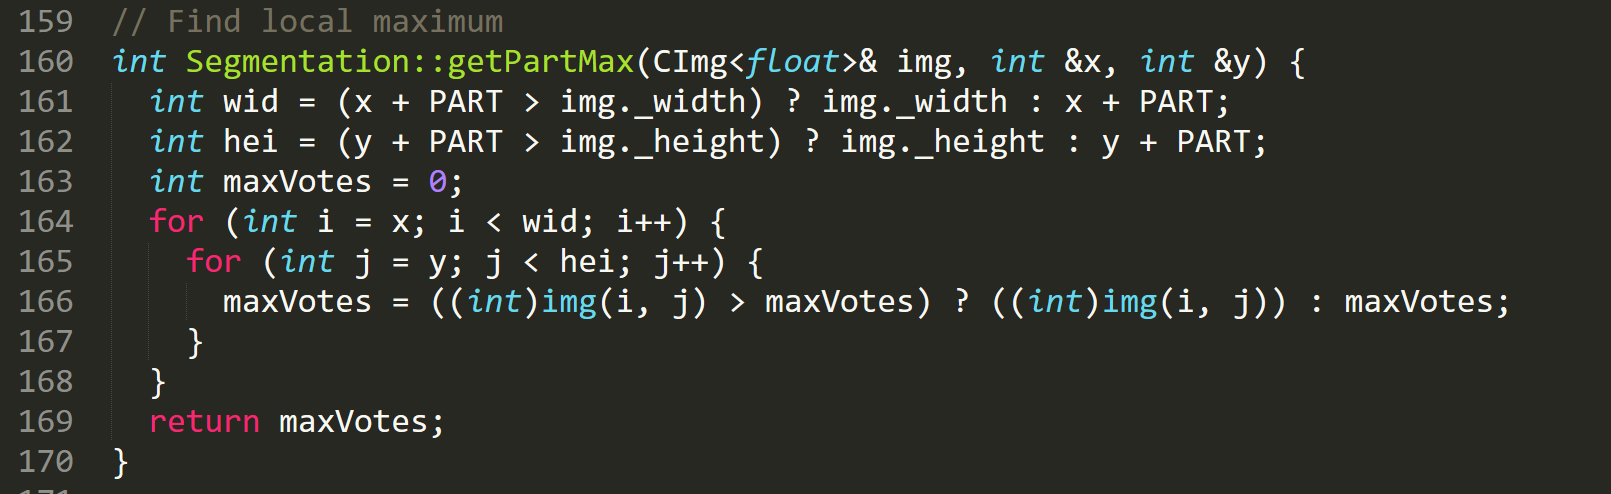 159 // Find local maximum
160 int Segmentation::getPartMax(CImg<float>& img, int &x, int &y) {
161 int wid = (x + PART > img._width) ? img._width : x + PART;
162 int hei = (y + PART > img._height) ? img._height : y + PART;
163 int maxVotes = 0;
164 for (int i = x; i < wid; i++) {
165 for (int j = y; j < hei; j++) {
166 maxVotes = ((int)img(i, j) > maxVotes) ? ((int)img(i, j)) : maxVotes;
167 }
168 }
169 return maxVotes;
170 }